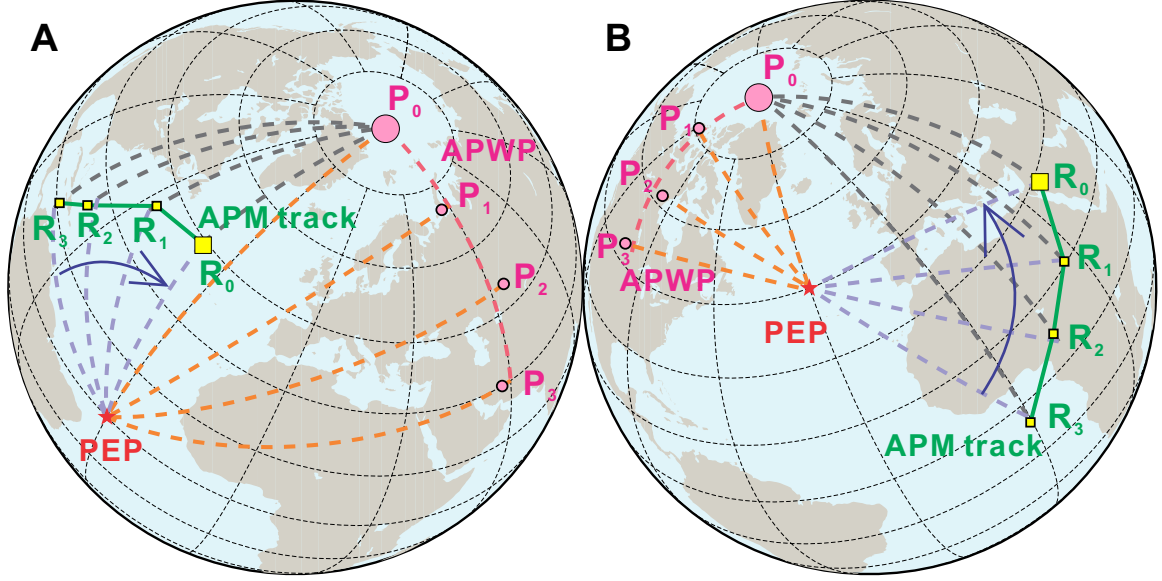 A
P0
APWP
P1
R3
R2
R1
APM track
R0
P2
P3
PEP
B
P0
P1
P2
P3
APWP
PEP
R0
R1
R2
R3
APM track